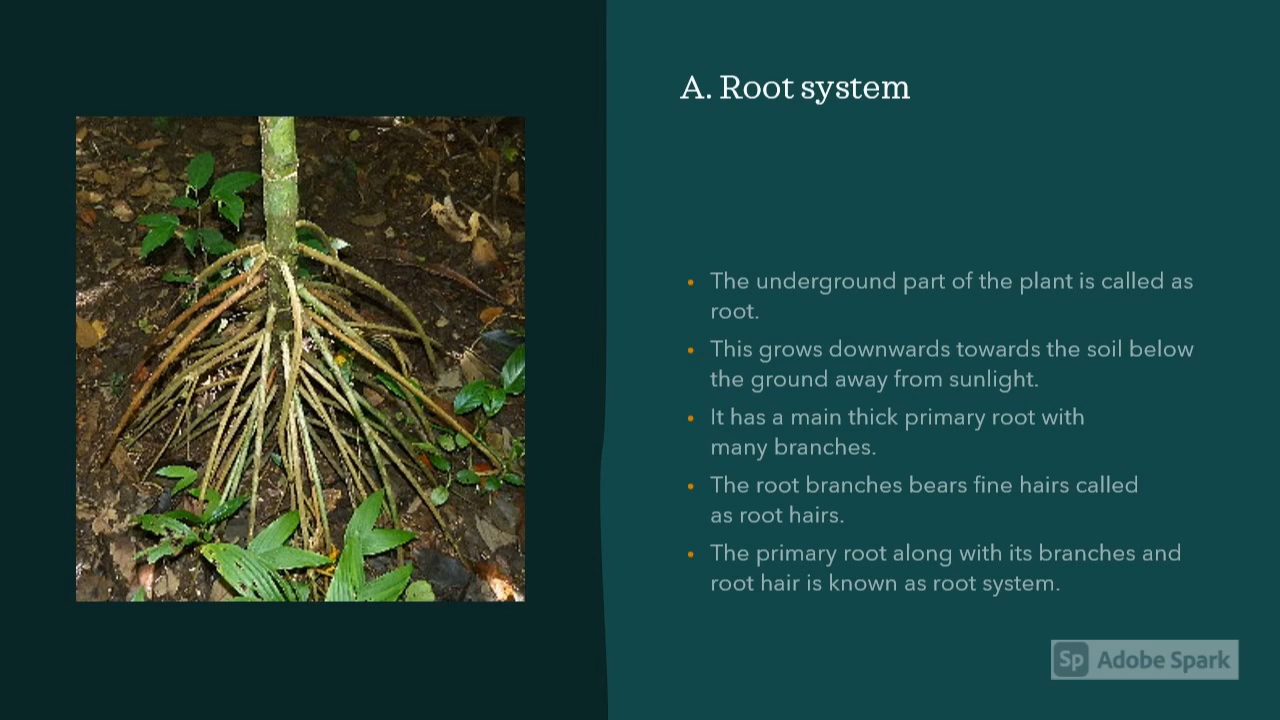 A. Root system
• The underground part of the plant is called as
root.
• This grows downwards towards the soil below
the ground away from sunlight.
• It has a main thick primary root with
many branches.
• The root branches bears fine hairs called
as root hairs.
• The primary root along with its branches and
root hair is known as root system.
Sp Adobe Spark